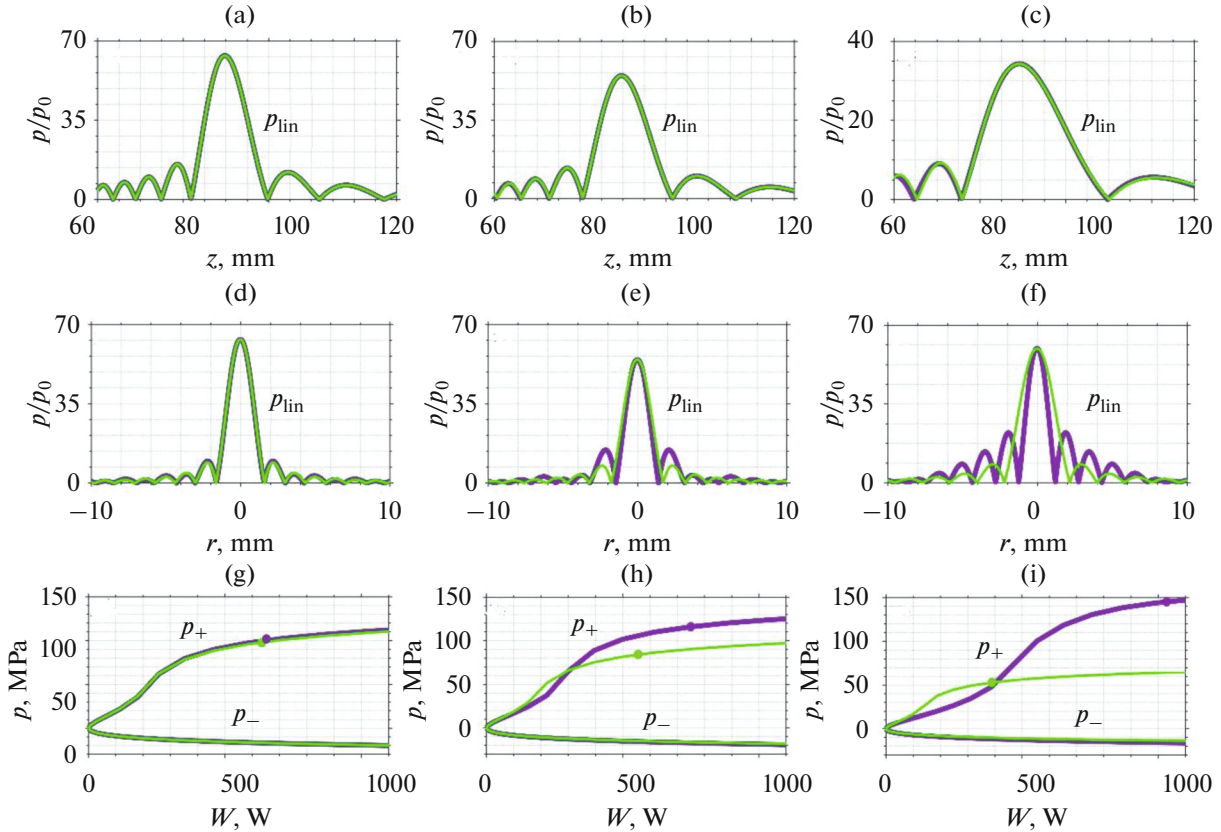 (a) (b) (c)
70 70 40
p/p0 35 plin p/p0 35 plin p/p0 20 plin
0 0 0
60 80 100 120 60 80 100 120 60 80 100 120
z, mm z, mm z, mm
(d) (e) (f)
70 70 70
p/p0 35 plin p/p0 35 plin p/p0 35 plin
0 0 0
−10 0 10 −10 0 10 −10 0 10
r, mm r, mm r, mm
(g) (h) (i)
150 150 150
p+ p+
100 100 100
p+
p, MPa p, MPa p, MPa
50 50 50
p− p− p−
0 0 0
0 500 1000 0 500 1000 0 500 1000
W, W W, W W, W